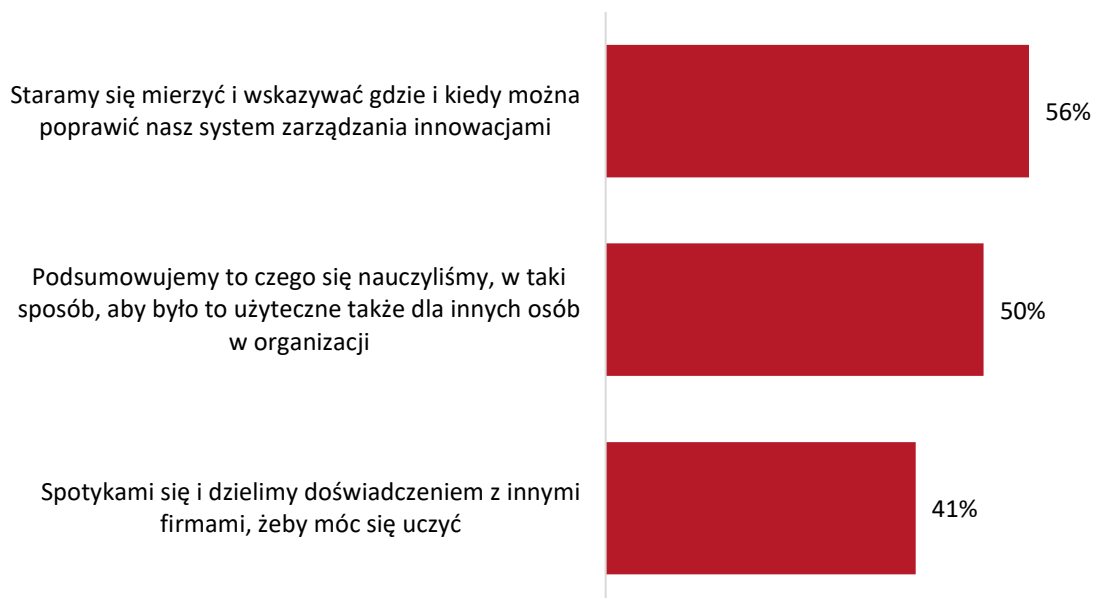 Staramy się mierzyć i wskazywać gdzie i kiedy można
poprawić nasz system zarządzania innowacjami
56%
Podsumowujemy to czego się nauczyliśmy, w taki
sposób, aby było to użyteczne także dla innych osób
w organizacji
50%
Spotykami się i dzielimy doświadczeniem z innymi
firmami, żeby móc się uczyć
41%